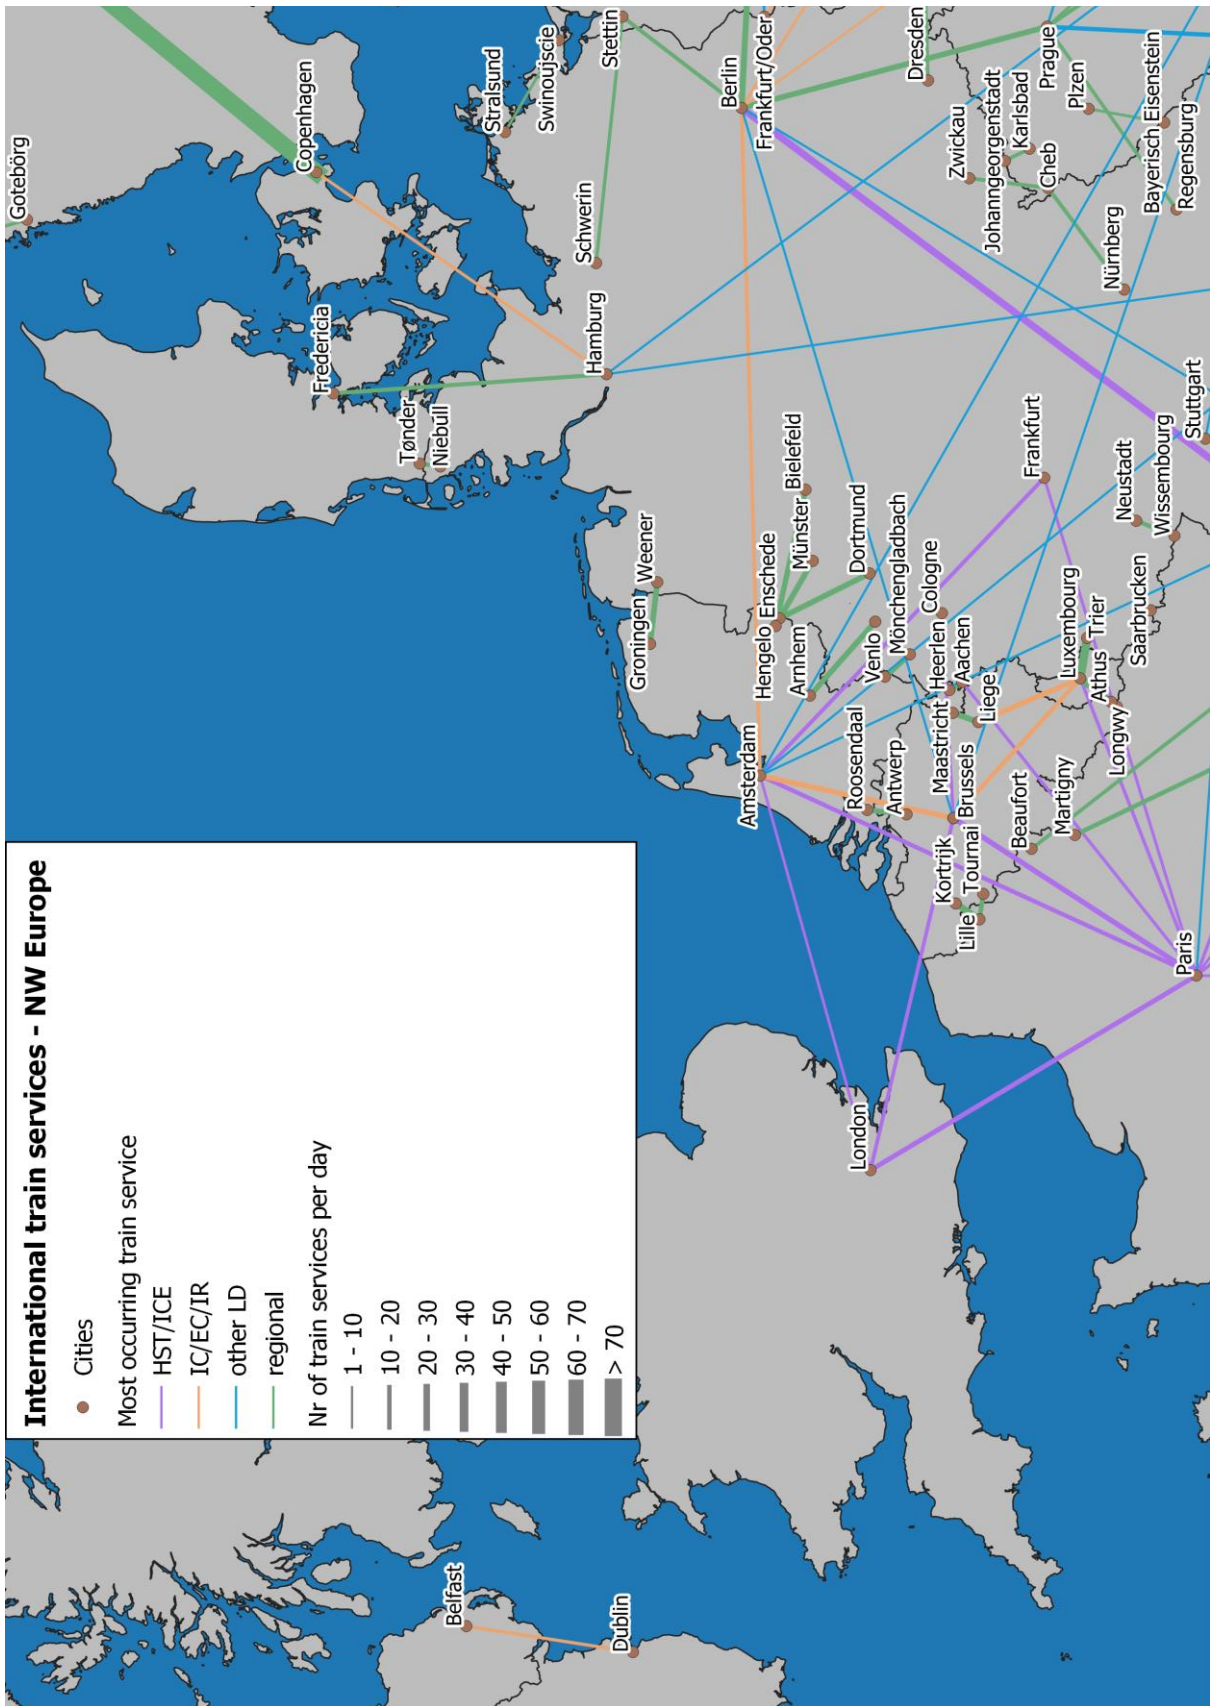 International train services - NW Europe
Cities
Most occurring train service
HST/ICE
IC/EC/IR
other LD
regional
Nr of train services per day
1 - 10
10 - 20
20 - 30
30 - 40
40 - 50
50 - 60
60 - 70
> 70
Gotebörg
Copenhagen
Fredericia
Tønder
Niebüll
Stralsund
Swinoujscie
Stettin
Schwerin
Hamburg
Belfast
Dublin
Groningen
Weener
Berlin
Frankfurt/Oder
Amsterdam
Hengelo
Enschede
Bielefeld
Münster
Arnhem
Dortmund
London
Roosendaal
Antwerp
Venlo
Mönchengladbach
Dresden
Zwickau
Johanngeorgenstadt
Karlsbad
Cheb
Prague
Plzen
Kortrijk
Lille
Tournai
Brussels
Maastricht
Heerlen
Cologne
Aachen
Liege
Beaufort
Martigny
Luxembourg
Athus
Trier
Logwy
Frankfurt
Saarbrucken
Neustadt
Wissembourg
Nürnberg
Bayerisch Eisenstein
Regensburg
Stuttgart
Paris